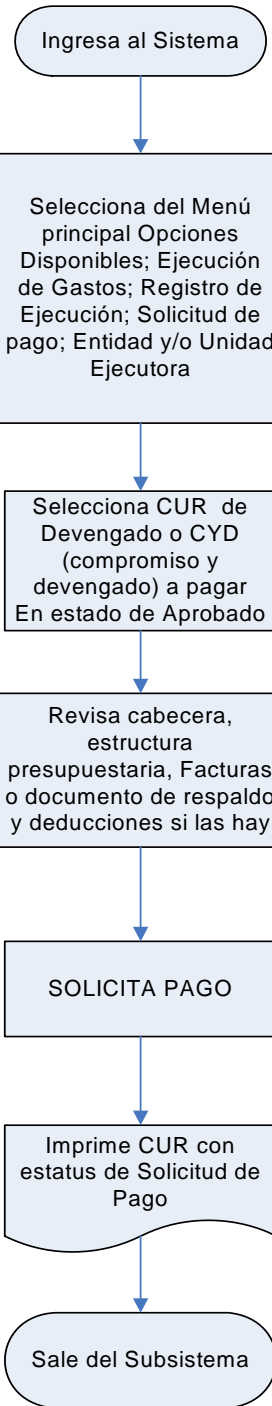 Ingresa al Sistema
Selecciona del Menú
principal Opciones
Disponibles; Ejecución
de Gastos; Registro de
Ejecución; Solicitud de
pago; Entidad y/o Unidad
Ejecutora
Selecciona CUR de
Devengado o CYD
(compromiso y
devengado) a pagar
En estado de Aprobado
Revisa cabecera,
estructura
presupuestaria, Facturas
o documento de respaldo
y deducciones si las hay
SOLICITA PAGO
Imprime CUR con
estatus de Solicitud de
Pago
Sale del Subsistema